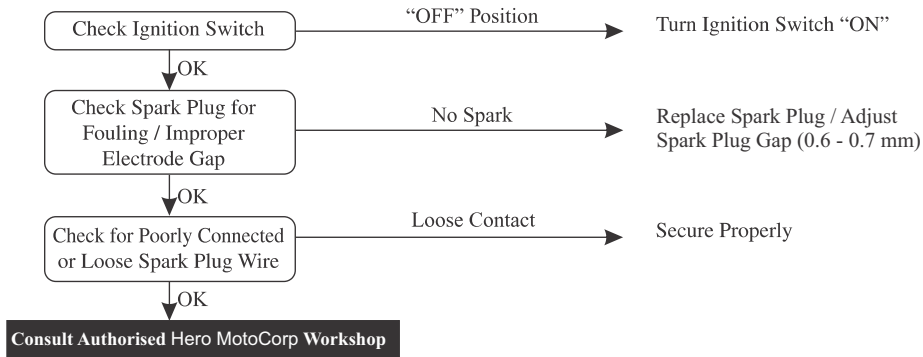 Check Ignition Switch
“OFF” Position
Turn Ignition Switch “ON”
OK
Check Spark Plug for
Fouling / Improper
Electrode Gap
No Spark
Replace Spark Plug / Adjust
Spark Plug Gap (0.6 - 0.7 mm)
OK
Check for Poorly Connected
or Loose Spark Plug Wire
Loose Contact
Secure Properly
OK
Consult Authorised Hero MotoCorp Workshop